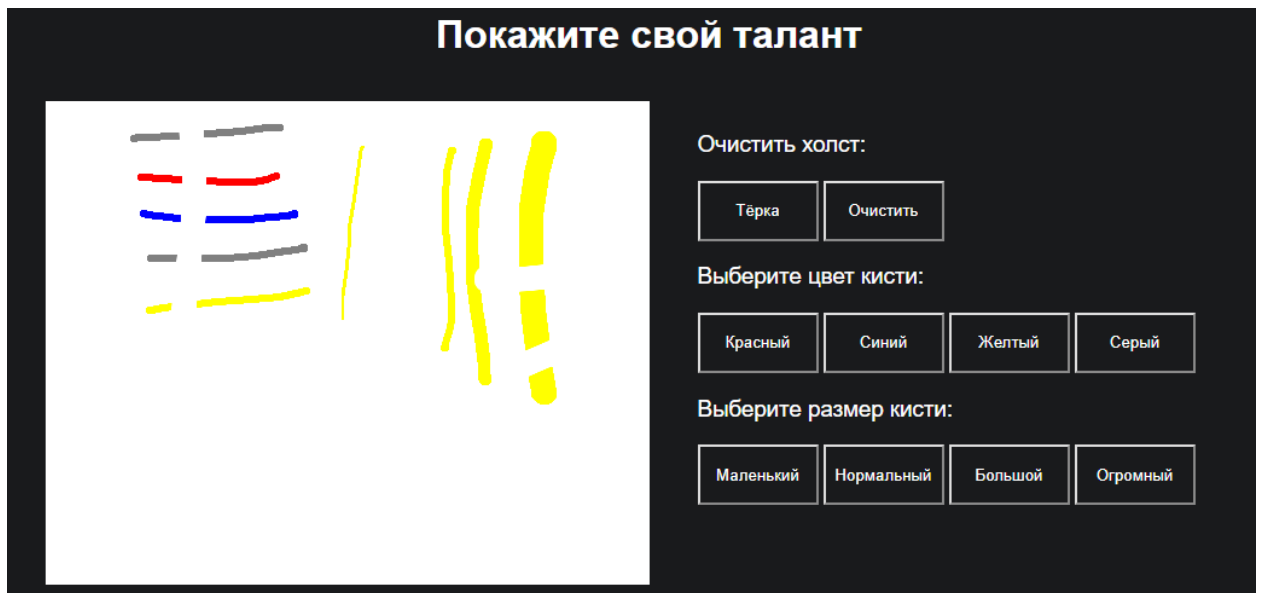 Покажите свой талант
Очистить холст:
Тёрка Очистить
Выберите цвет кисти:
Красный Синий Желтый Серый
Выберите размер кисти:
Маленький Нормальный Большой Огромный